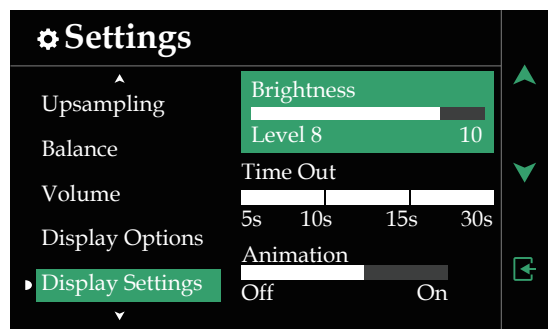 Settings
Upsampling
Balance
Volume
Display Options
Display Settings
Brightness
Level 8 10
Time Out
5s 10s 15s 30s
Animation
Off On